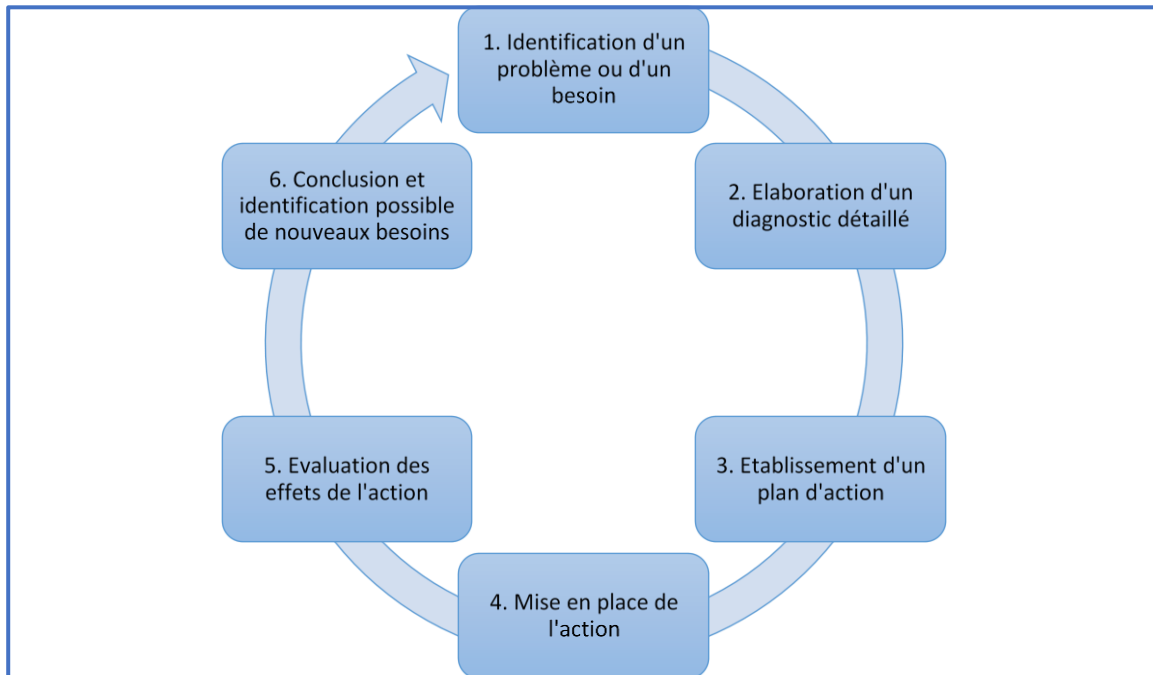 1. Identification d'un
problème ou d'un
besoin
2. Elaboration d'un
diagnostic détaillé
3. Etablissement d'un
plan d'action
4. Mise en place de
l'action
5. Evaluation des
effets de l'action
6. Conclusion et
identification possible
de nouveaux besoins